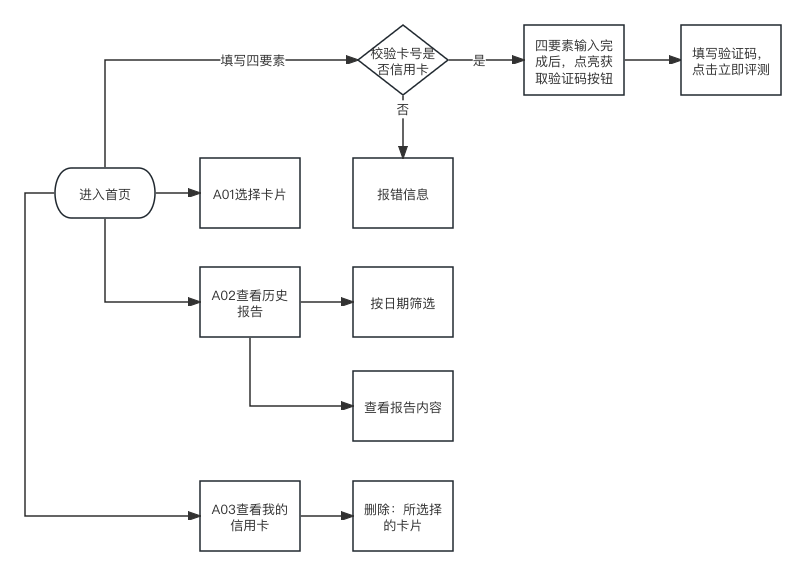 填写四要素
校验卡号是
否信用卡
是
四要素输入完
成后，点亮获
取验证码按钮
填写验证码，
点击立即评测
否
进入首页
A01选择卡片
报错信息
A02查看历史
报告
按日期筛选
查看报告内容
A03查看我的
信用卡
删除：所选择
的卡片